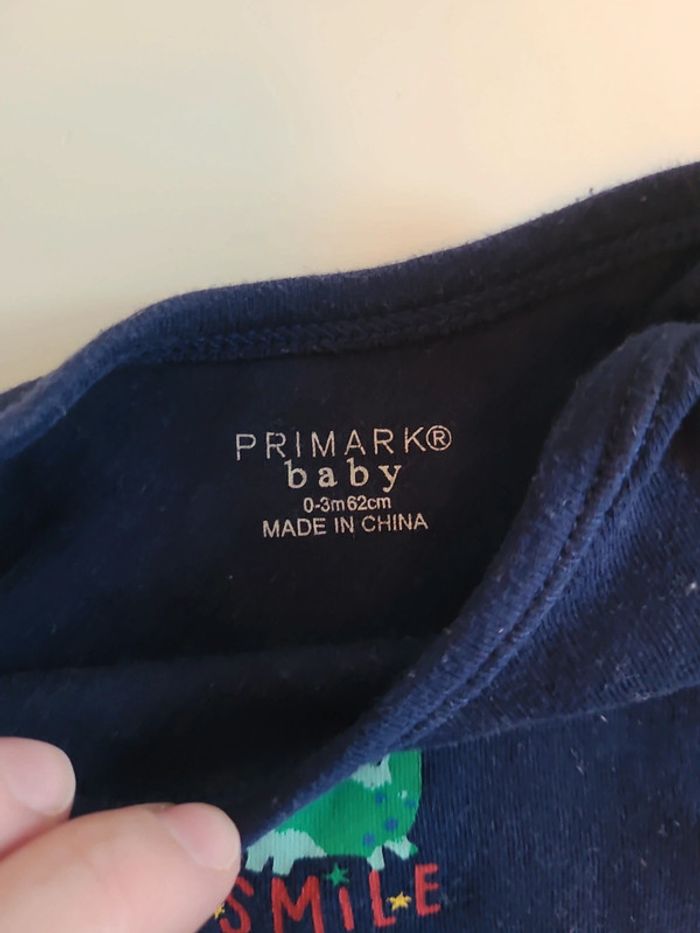 PRIMARK®
baby
0-3m 62cm
MADE IN CHINA
SMiLE